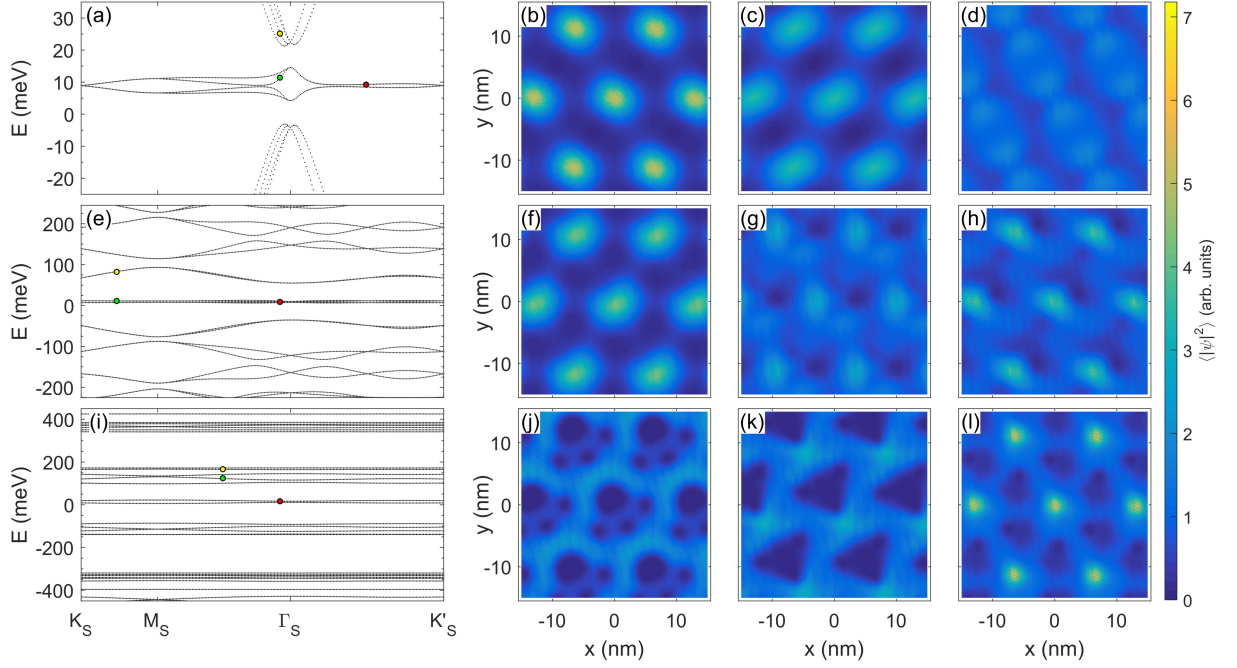 (a)
30
20
10
0
-10
-20
E (meV)
(b)
10
0
-10
y (nm)
(c)
(d)
(e)
200
100
0
-100
-200
E (meV)
(f)
10
0
-10
y (nm)
(g)
(h)
(i)
400
200
0
-200
-400
E (meV)
K_S M_S Γ_S K'_S
(j)
10
0
-10
y (nm)
-10 0 10
x (nm)
(k)
-10 0 10
x (nm)
(l)
-10 0 10
x (nm)
7
6
5
4
3
2
1
0
⟨|ψ|²⟩ (arb. units)